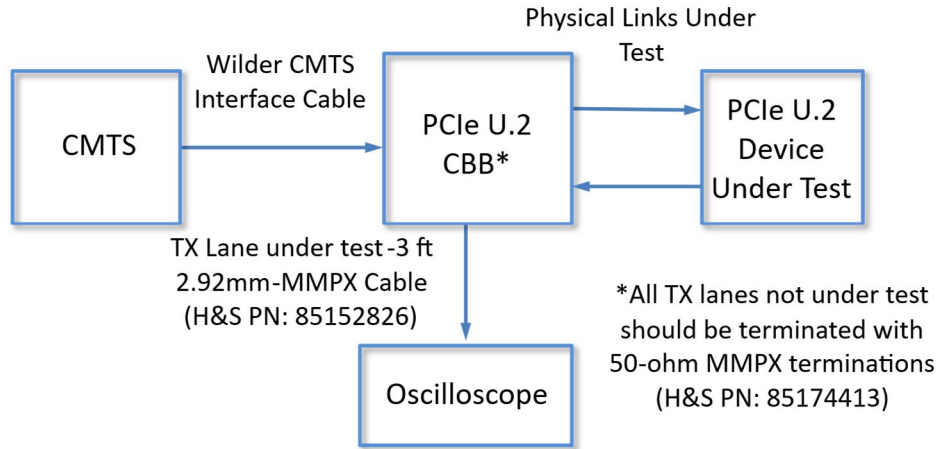 Physical Links Under
Test
Wilder CMTS
Interface Cable
CMTS
PCIe U.2
CBB*
PCIe U.2
Device
Under Test
TX Lane under test -3 ft
2.92mm-MMPX Cable
(H&S PN: 85152826)
*All TX lanes not under test
should be terminated with
50-ohm MMPX terminations
(H&S PN: 85174413)
Oscilloscope